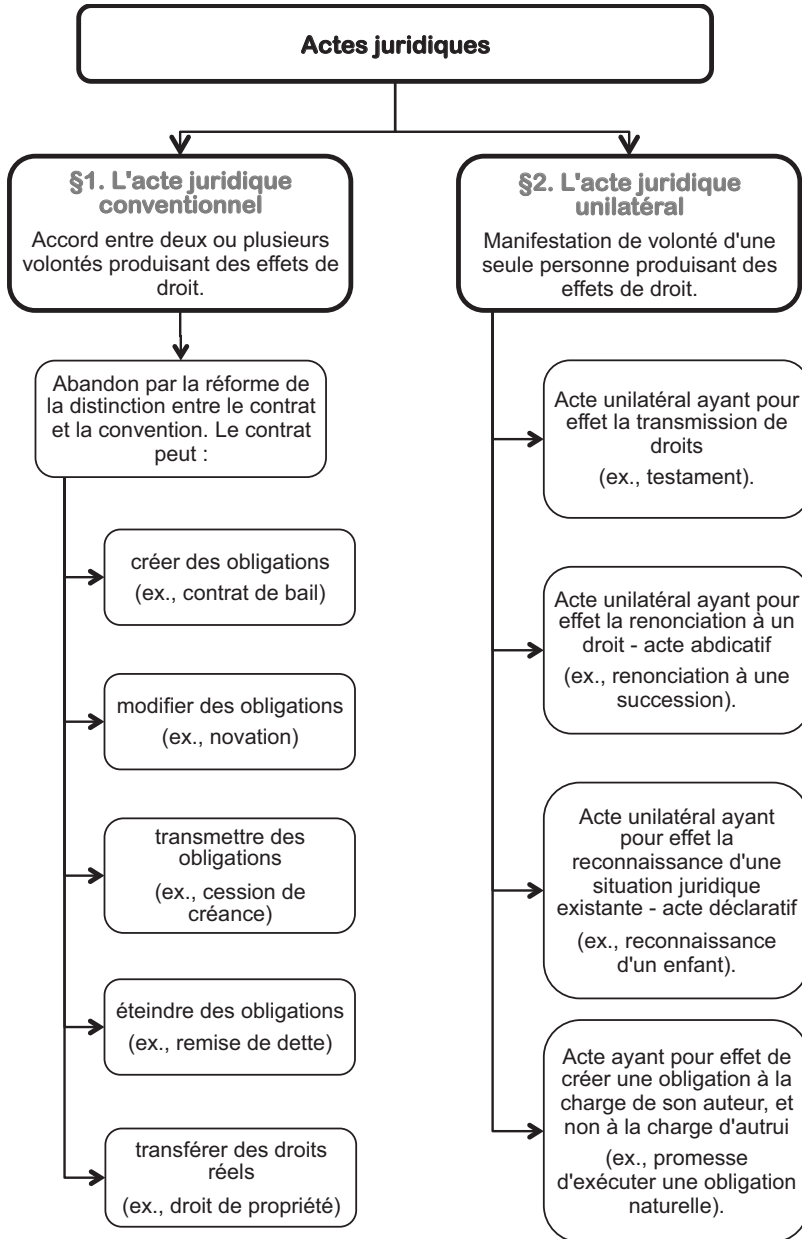 Actes juridiques
§1. L'acte juridique
conventionnel
Accord entre deux ou plusieurs
volontés produisant des effets de
droit.
Abandon par la réforme de
la distinction entre le contrat
et la convention. Le contrat
peut :
créer des obligations
(ex., contrat de bail)
modifier des obligations
(ex., novation)
transmettre des
obligations
(ex., cession de
créance)
éteindre des obligations
(ex., remise de dette)
transférer des droits
réels
(ex., droit de propriété)
§2. L'acte juridique
unilatéral
Manifestation de volonté d'une
seule personne produisant des
effets de droit.
Acte unilatéral ayant pour
effet la transmission de
droits
(ex., testament).
Acte unilatéral ayant pour
effet la renonciation à un
droit - acte abdicatif
(ex., renonciation à une
succession).
Acte unilatéral ayant
pour effet la
reconnaissance d'une
situation juridique
existante - acte déclaratif
(ex., reconnaissance
d'un enfant).
Acte ayant pour effet de
créer une obligation à la
charge de son auteur, et
non à la charge d'autrui
(ex., promesse
d'exécuter une obligation
naturelle).